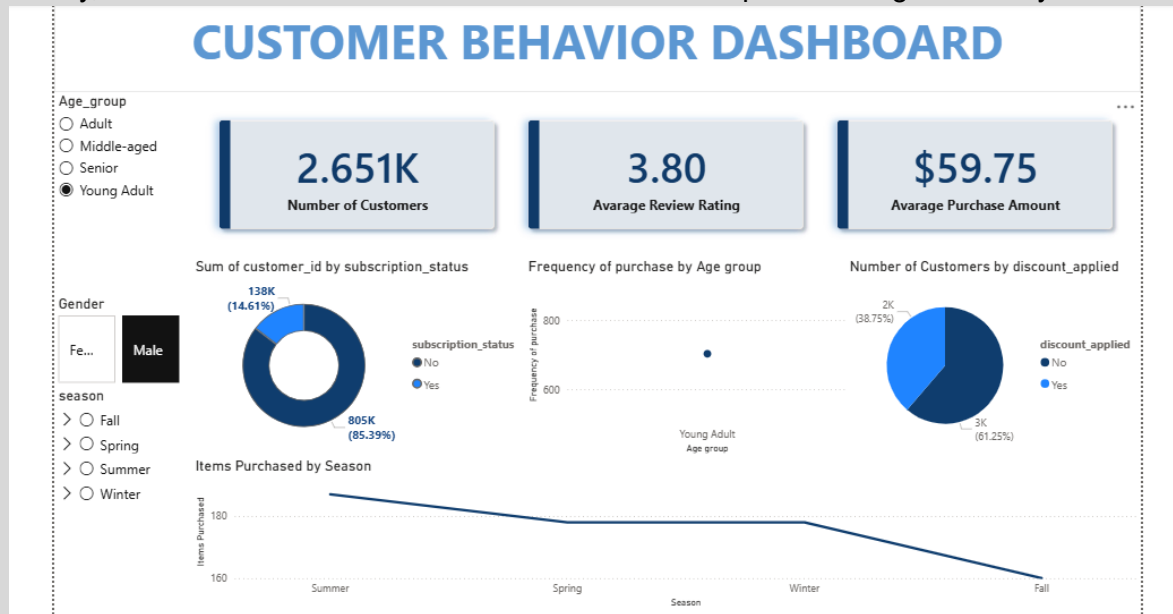 CUSTOMER BEHAVIOR DASHBOARD
Age_group
Adult
Middle-aged
Senior
Young Adult
2.651K
Number of Customers
3.80
Avarage Review Rating
$59.75
Avarage Purchase Amount
Gender
Fe...
Male
season
Fall
Spring
Summer
Winter
Sum of customer_id by subscription_status
138K
(14.61%)
805K
(85.39%)
subscription_status
No
Yes
Frequency of purchase by Age group
Frequency of purchase
800
600
Young Adult
Age group
Number of Customers by discount_applied
2K
(38.75%)
3K
(61.25%)
discount_applied
No
Yes
Items Purchased by Season
Items Purchased
180
160
Summer
Spring
Winter
Fall
Season